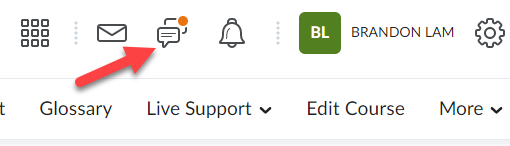 BL BRANDON LAM
Glossary Live Support Edit Course More